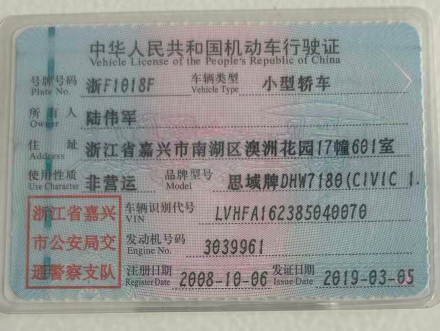 中华人民共和国机动车行驶证
Vehicle License of the People's Republic of China
号牌号码 浙F1018F 车辆类型 小型轿车
Plate No. Vehicle Type
所有人 陆伟军
Owner
住址 浙江省嘉兴市南湖区澳洲花园17幢601室
Address
使用性质 非营运 品牌型号 思域牌DHW7180(CIVIC 1.
Use Character Model
浙江省嘉兴
市公安局交
通警察支队
车辆识别代号 LVHFA162385040070
VIN
发动机号码 3039961
Engine No.
注册日期 2008-10-06 发证日期 2019-03-05
Register Date Issue Date